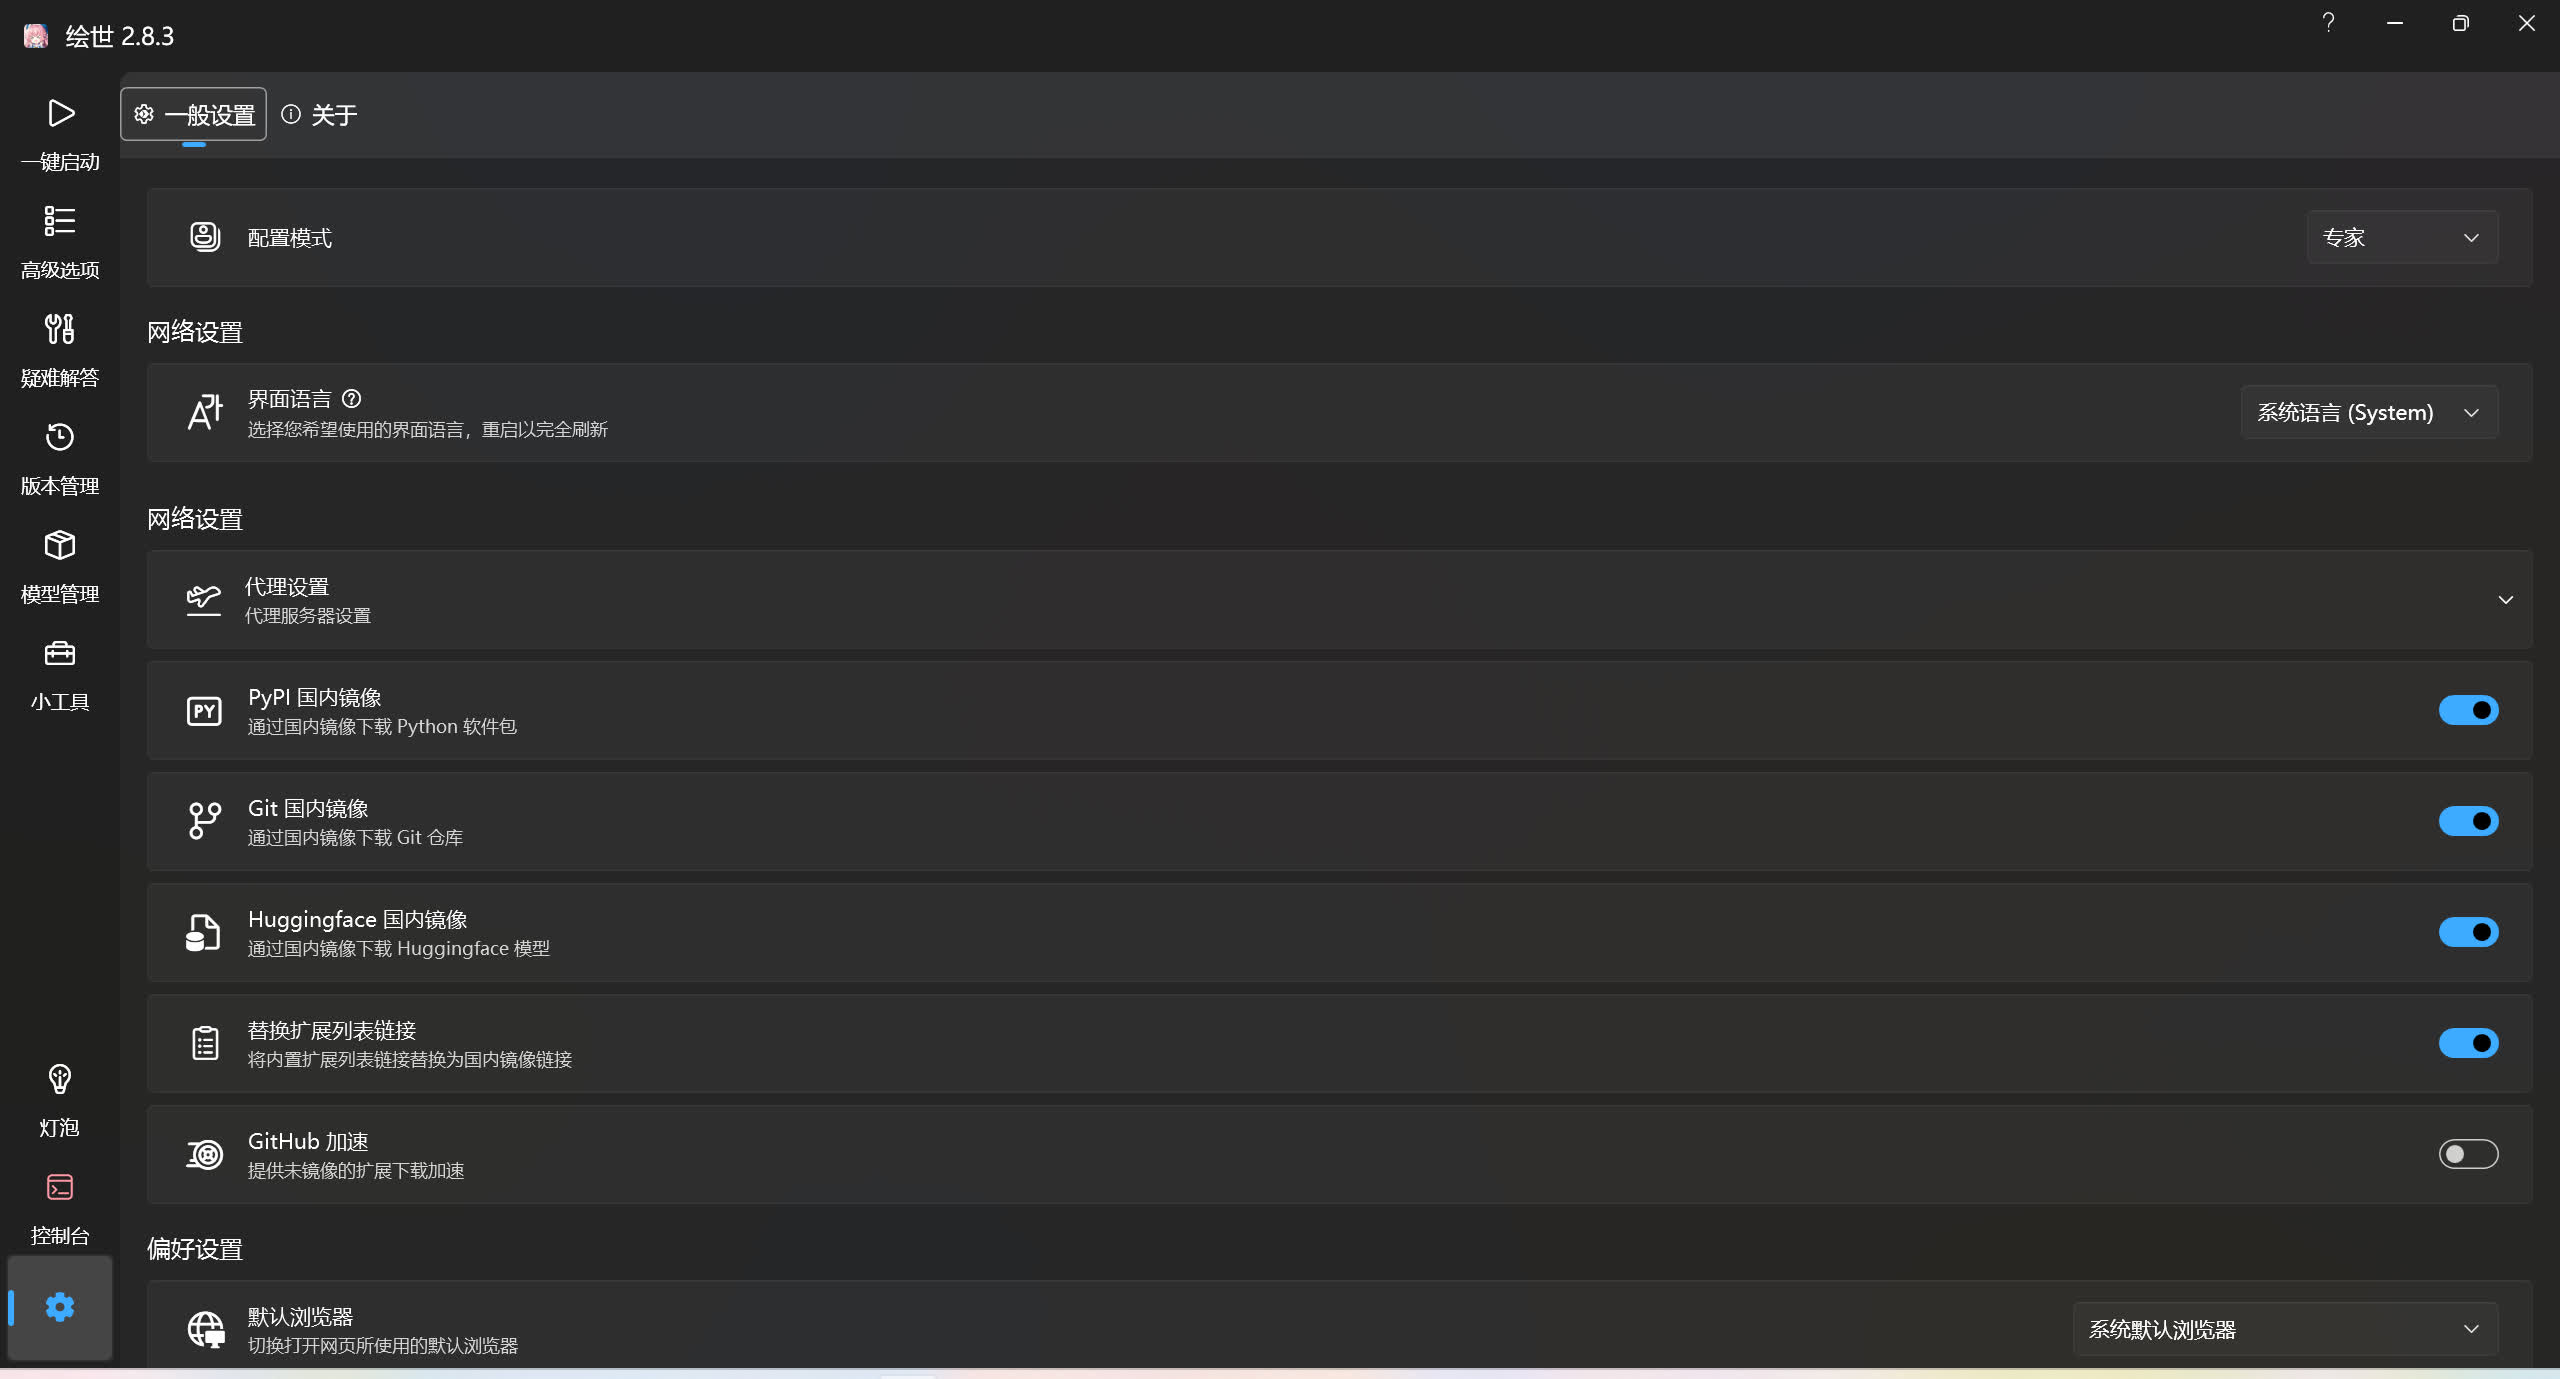 绘世 2.8.3
一键启动
高级选项
疑难解答
版本管理
模型管理
小工具
灯泡
控制台
一般设置
关于
配置模式
专家
网络设置
界面语言
选择您希望使用的界面语言，重启以完全刷新
系统语言 (System)
网络设置
代理设置
代理服务器设置
PY
PyPI 国内镜像
通过国内镜像下载 Python 软件包
Git 国内镜像
通过国内镜像下载 Git 仓库
Huggingface 国内镜像
通过国内镜像下载 Huggingface 模型
替换扩展列表链接
将内置扩展列表链接替换为国内镜像链接
GitHub 加速
提供未镜像的扩展下载加速
偏好设置
默认浏览器
切换打开网页所使用的默认浏览器
系统默认浏览器